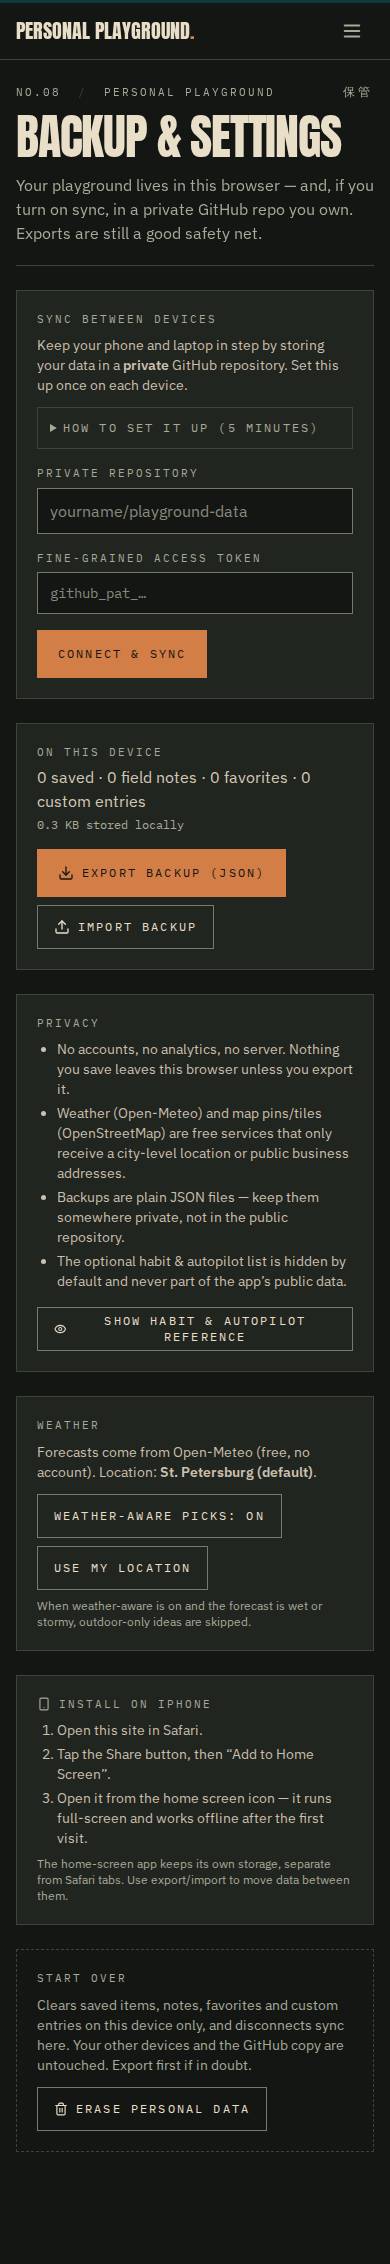 PERSONAL PLAYGROUND.
NO.08 / PERSONAL PLAYGROUND 保管
BACKUP & SETTINGS
Your playground lives in this browser — and, if you
turn on sync, in a private GitHub repo you own.
Exports are still a good safety net.
SYNC BETWEEN DEVICES
Keep your phone and laptop in step by storing
your data in a private GitHub repository. Set this
up once on each device.
HOW TO SET IT UP (5 MINUTES)
PRIVATE REPOSITORY
yourname/playground-data
FINE-GRAINED ACCESS TOKEN
github_pat_…
CONNECT & SYNC
ON THIS DEVICE
0 saved · 0 field notes · 0 favorites · 0
custom entries
0.3 KB stored locally
EXPORT BACKUP (JSON)
IMPORT BACKUP
PRIVACY
• No accounts, no analytics, no server. Nothing
you save leaves this browser unless you export
it.
• Weather (Open-Meteo) and map pins/tiles
(OpenStreetMap) are free services that only
receive a city-level location or public business
addresses.
• Backups are plain JSON files — keep them
somewhere private, not in the public
repository.
• The optional habit & autopilot list is hidden by
default and never part of the app’s public data.
SHOW HABIT & AUTOPILOT
REFERENCE
WEATHER
Forecasts come from Open-Meteo (free, no
account). Location: St. Petersburg (default).
WEATHER-AWARE PICKS: ON
USE MY LOCATION
When weather-aware is on and the forecast is wet or
stormy, outdoor-only ideas are skipped.
INSTALL ON IPHONE
1. Open this site in Safari.
2. Tap the Share button, then “Add to Home
Screen”.
3. Open it from the home screen icon — it runs
full-screen and works offline after the first
visit.
The home-screen app keeps its own storage, separate
from Safari tabs. Use export/import to move data between
them.
START OVER
Clears saved items, notes, favorites and custom
entries on this device only, and disconnects sync
here. Your other devices and the GitHub copy are
untouched. Export first if in doubt.
ERASE PERSONAL DATA